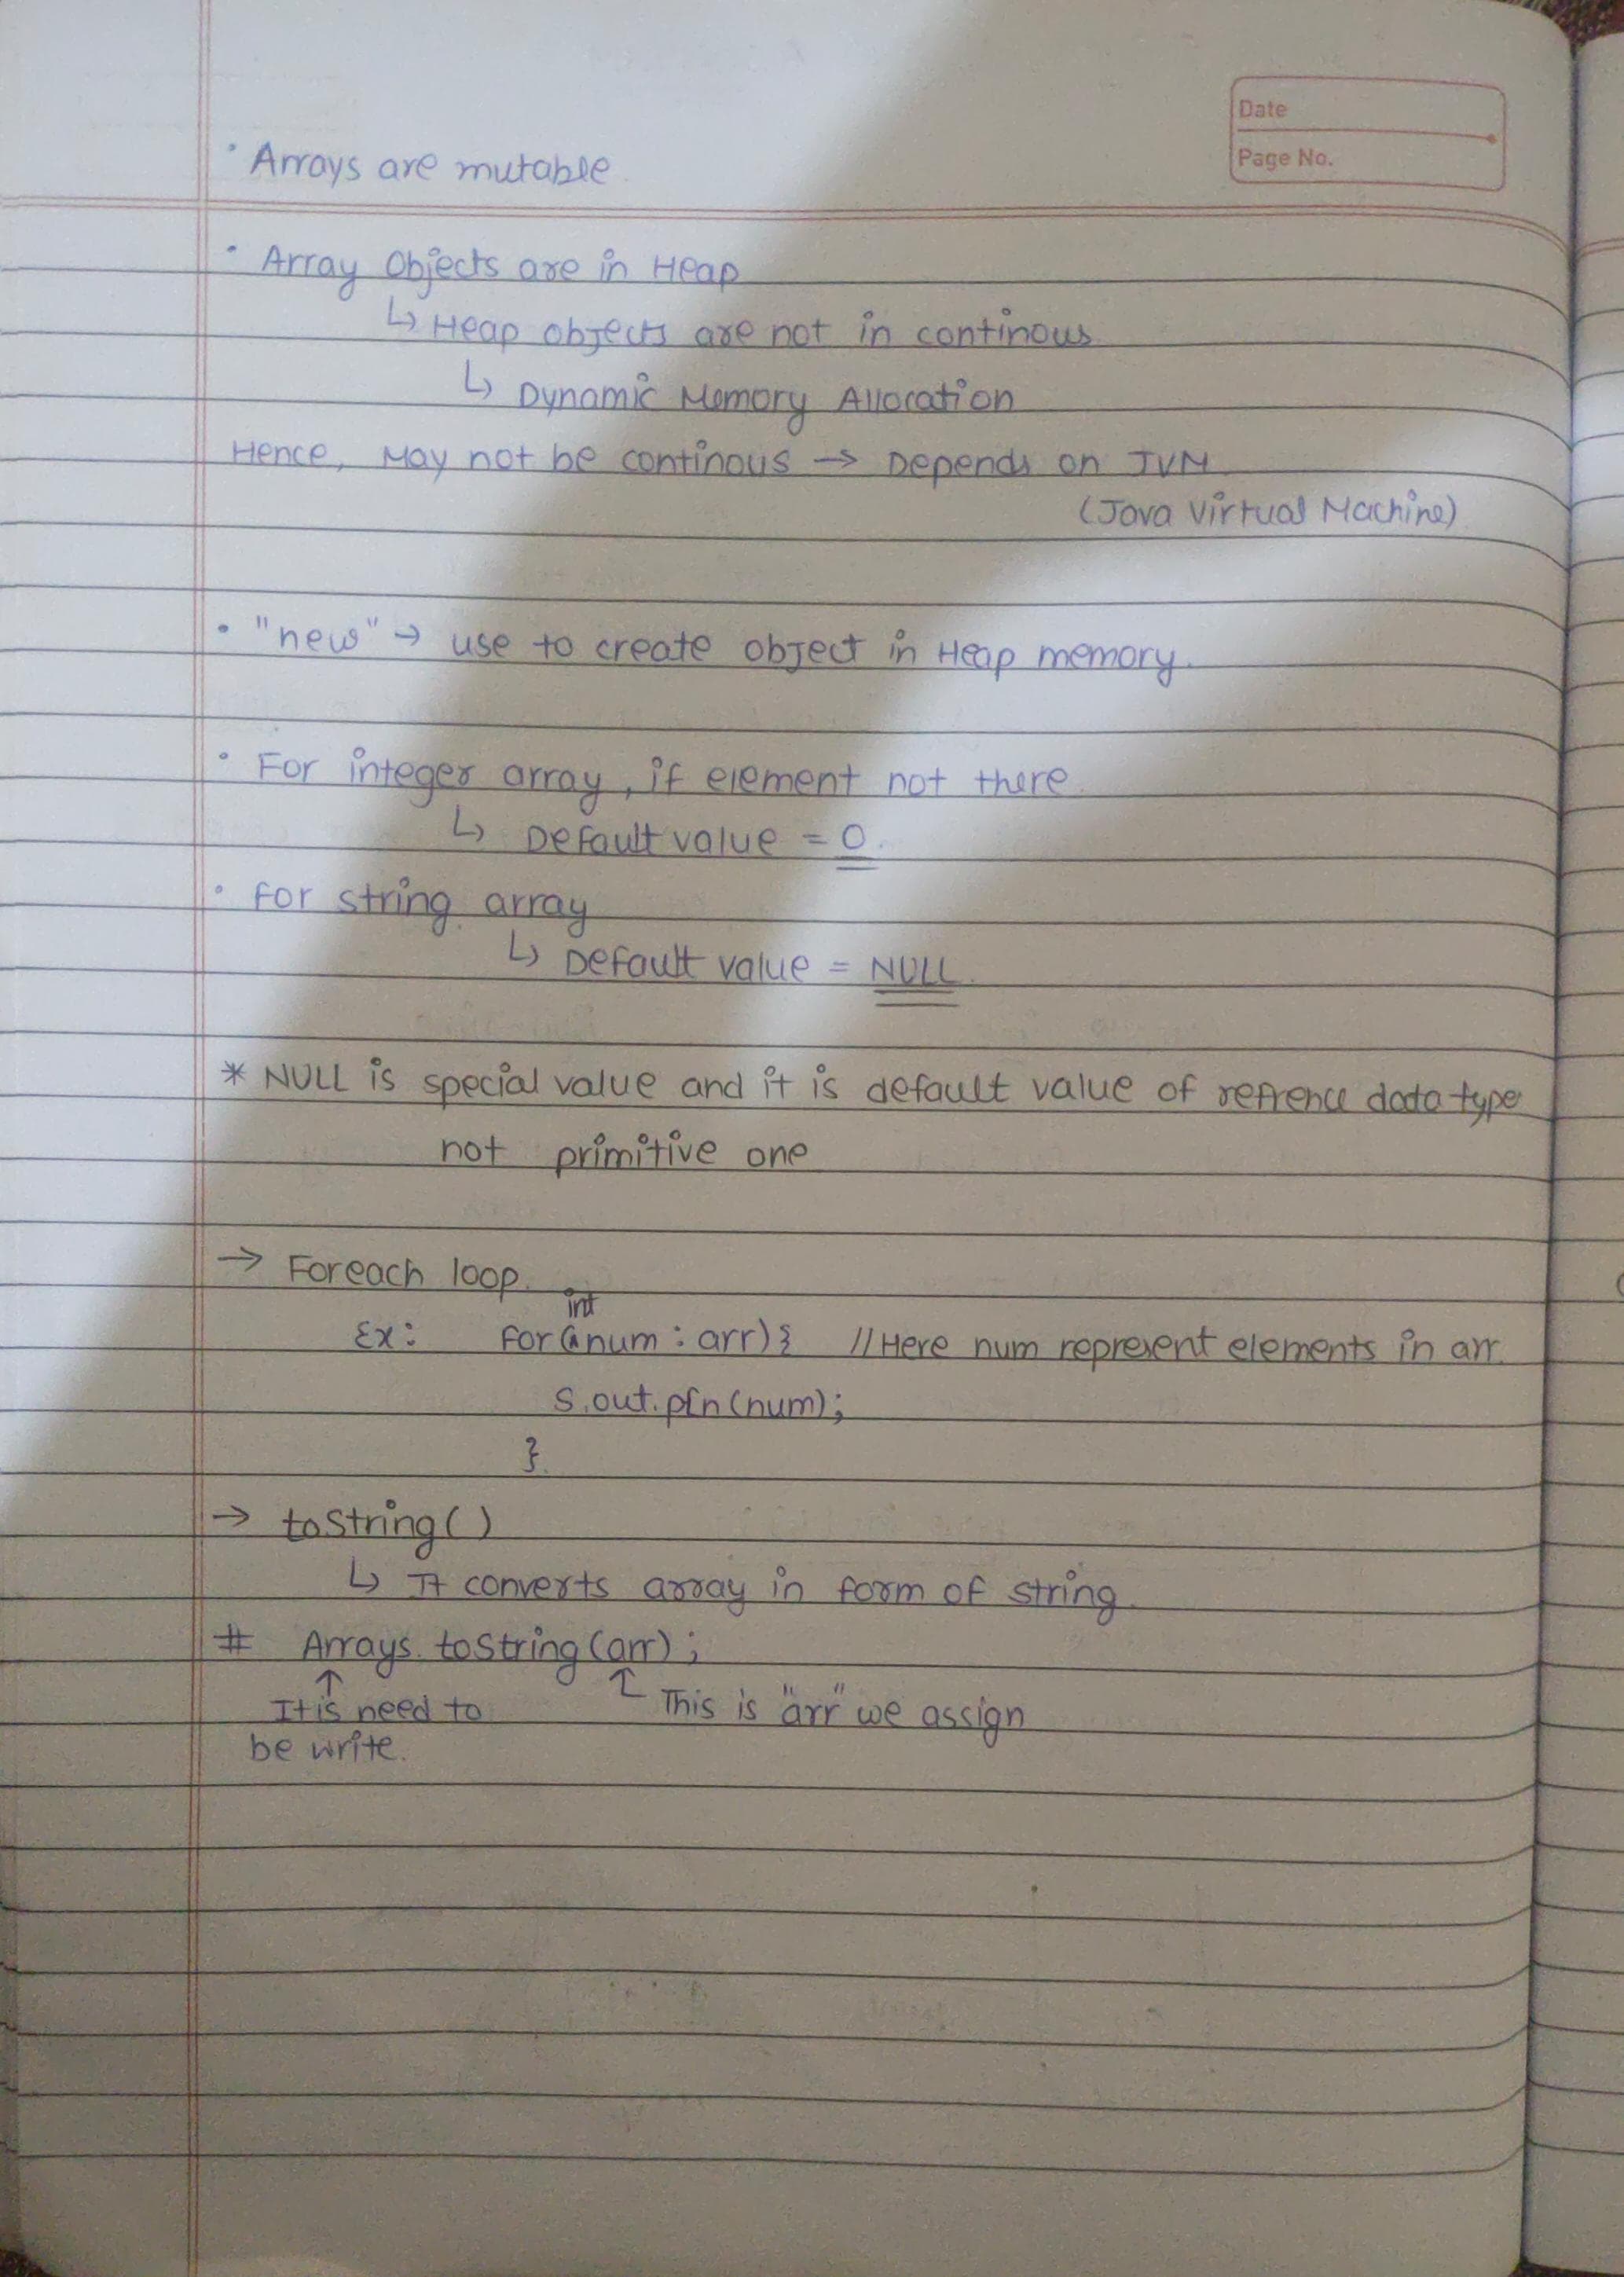 Date
Page No.
• Arrays are mutable
• Array Objects are in Heap
↳ Heap objects are not in continous
↳ Dynamic Memory Allocation
Hence, May not be continous → Depends on JVM
(Java Virtual Machine)
• "new" → use to create object in Heap memory.
• For integer array, if element not there
↳ Default value = 0.
• For string array
↳ Default value = NULL.
* NULL is special value and it is default value of refrence data type
not primitive one
→ Foreach loop.
int
Ex: for(num : arr) { //Here num represent elements in arr.
S.out.pln(num);
}
→ toString()
↳ It converts array in form of string
# Arrays.toString(arr);
↑ ↑
It is need to This is "arr" we assign
be write.